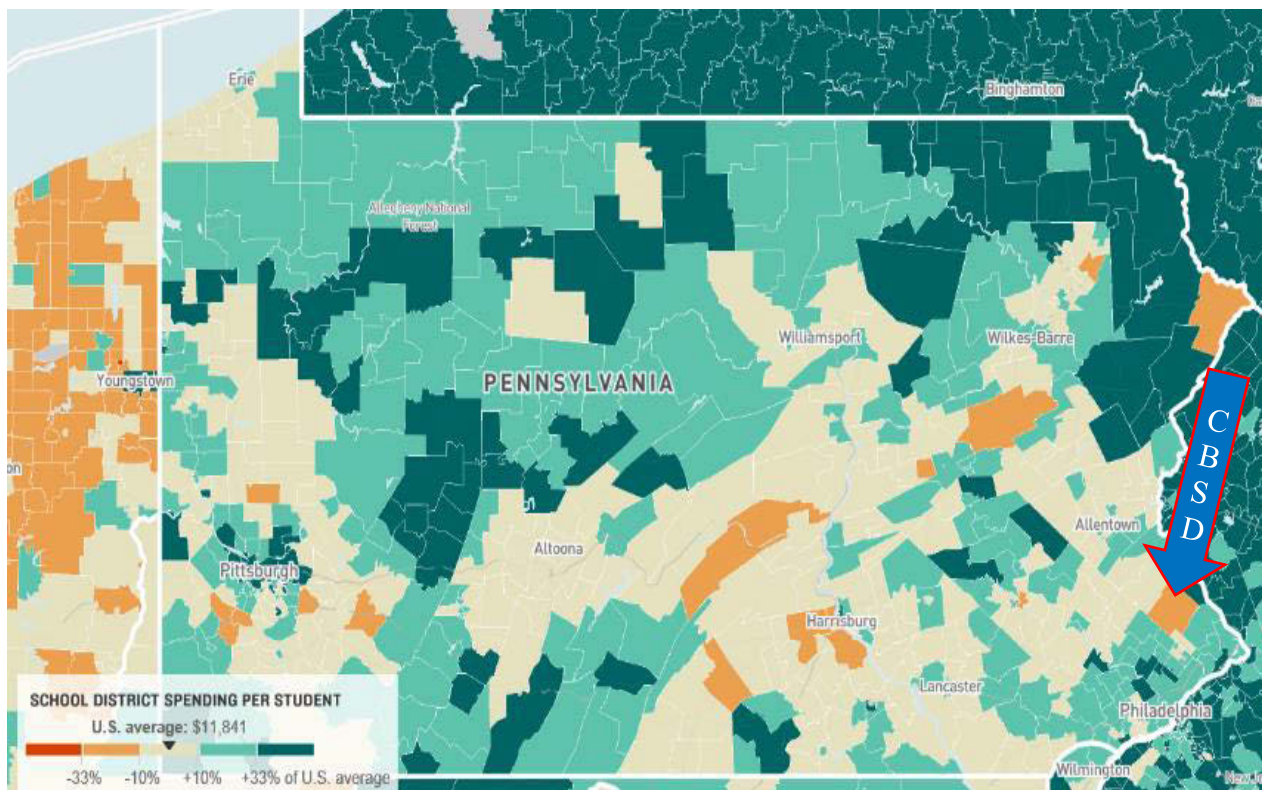 Erie
Binghamton
Allegheny National
Forest
Williamsport
Wilkes-Barre
Youngstown
PENNSYLVANIA
C
B
S
D
Allentown
Altoona
Pittsburgh
Harrisburg
Lancaster
Philadelphia
Wilmington
SCHOOL DISTRICT SPENDING PER STUDENT
U.S. average: $11,841
-33% -10% +10% +33% of U.S. average